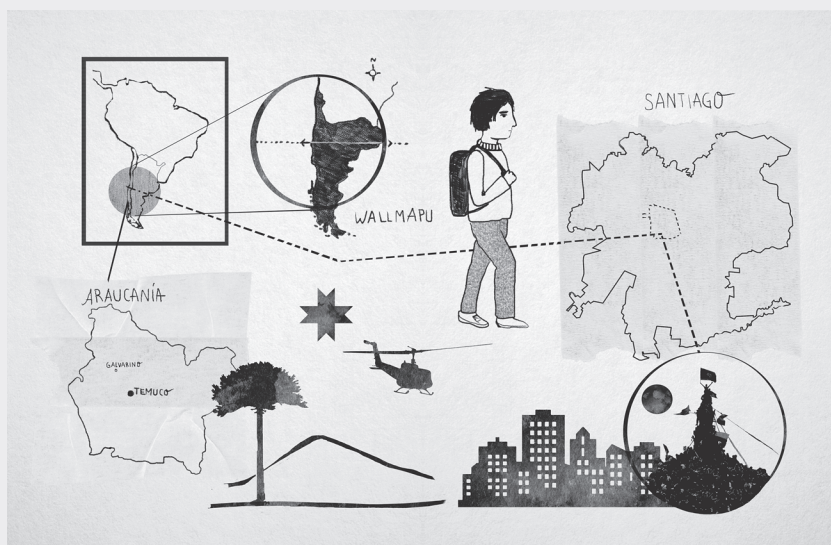 N
SANTIAGO
WALLMAPU
ARAUCANÍA
GALVARINO
TEMUCO